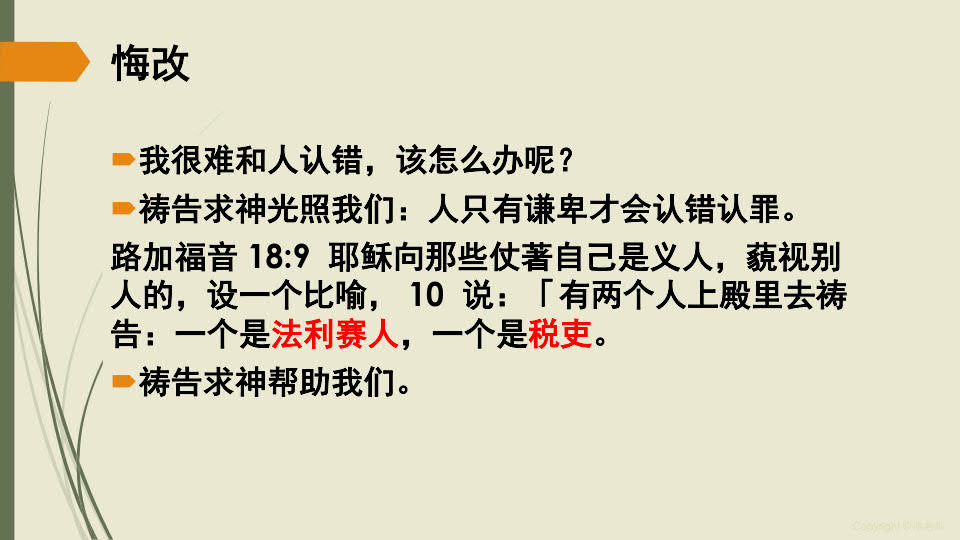 悔改
我很难和人认错，该怎么办呢？
祷告求神光照我们：人只有谦卑才会认错认罪。
路加福音 18:9 耶稣向那些仗著自己是义人，藐视别
人的，设一个比喻， 10 说：「有两个人上殿里去祷
告：一个是法利赛人，一个是税吏。
祷告求神帮助我们。